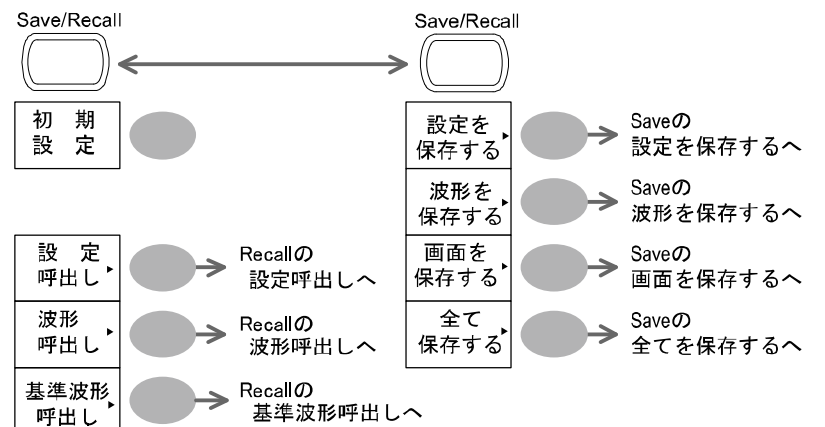 Save/Recall
初 期
設 定
設 定
呼出し
Recallの
設定呼出しへ
波形
呼出し
Recallの
波形呼出しへ
基準波形
呼出し
Recallの
基準波形呼出しへ
Save/Recall
設定を
保存する
Saveの
設定を保存するへ
波形を
保存する
Saveの
波形を保存するへ
画面を
保存する
Saveの
画面を保存するへ
全て
保存する
Saveの
全てを保存するへ